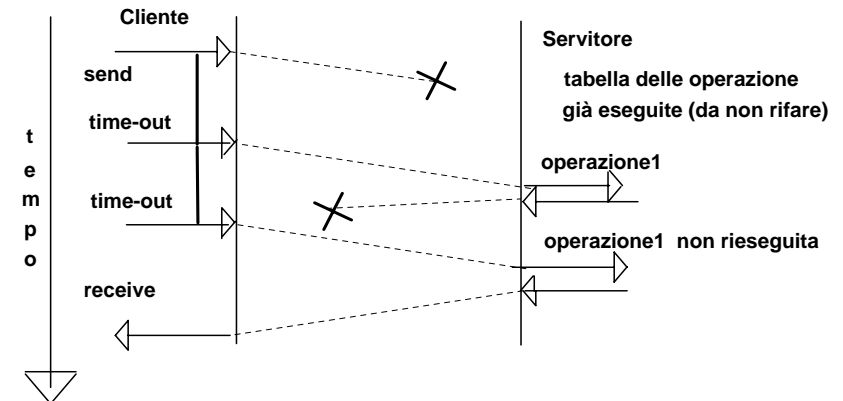 Cliente
Servitore
send
tabella delle operazione
già eseguite (da non rifare)
time-out
tempo
operazione1
time-out
operazione1 non rieseguita
receive